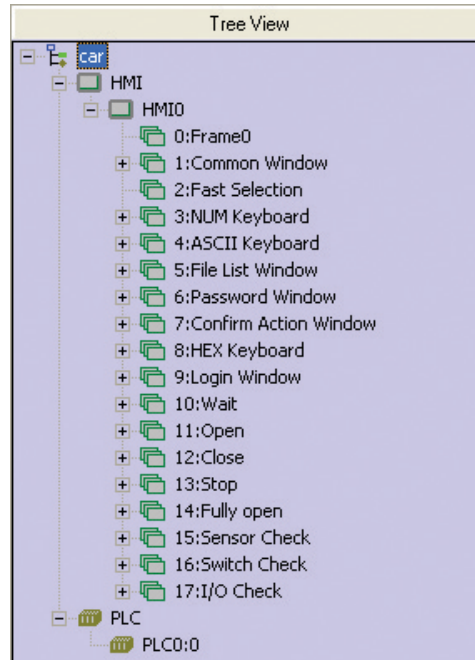 Tree View
car
HMI
HMI0
0:Frame0
1:Common Window
2:Fast Selection
3:NUM Keyboard
4:ASCII Keyboard
5:File List Window
6:Password Window
7:Confirm Action Window
8:HEX Keyboard
9:Login Window
10:Wait
11:Open
12:Close
13:Stop
14:Fully open
15:Sensor Check
16:Switch Check
17:I/O Check
PLC
PLC0:0